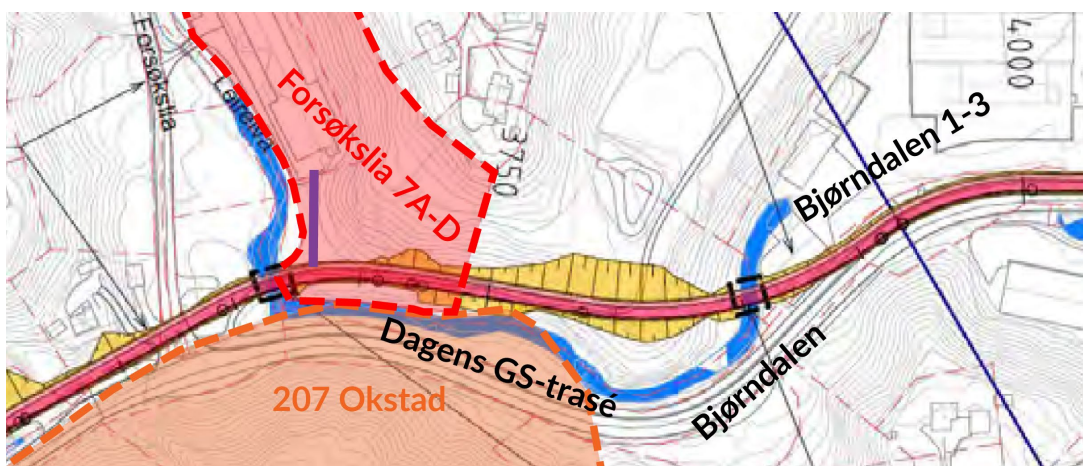 Forsøkslia
Leirelva
Forsøkslia 7A-D
3750
4000
Bjørndalen 1-3
Dagens GS-trasé
Bjørndalen
207 Okstad